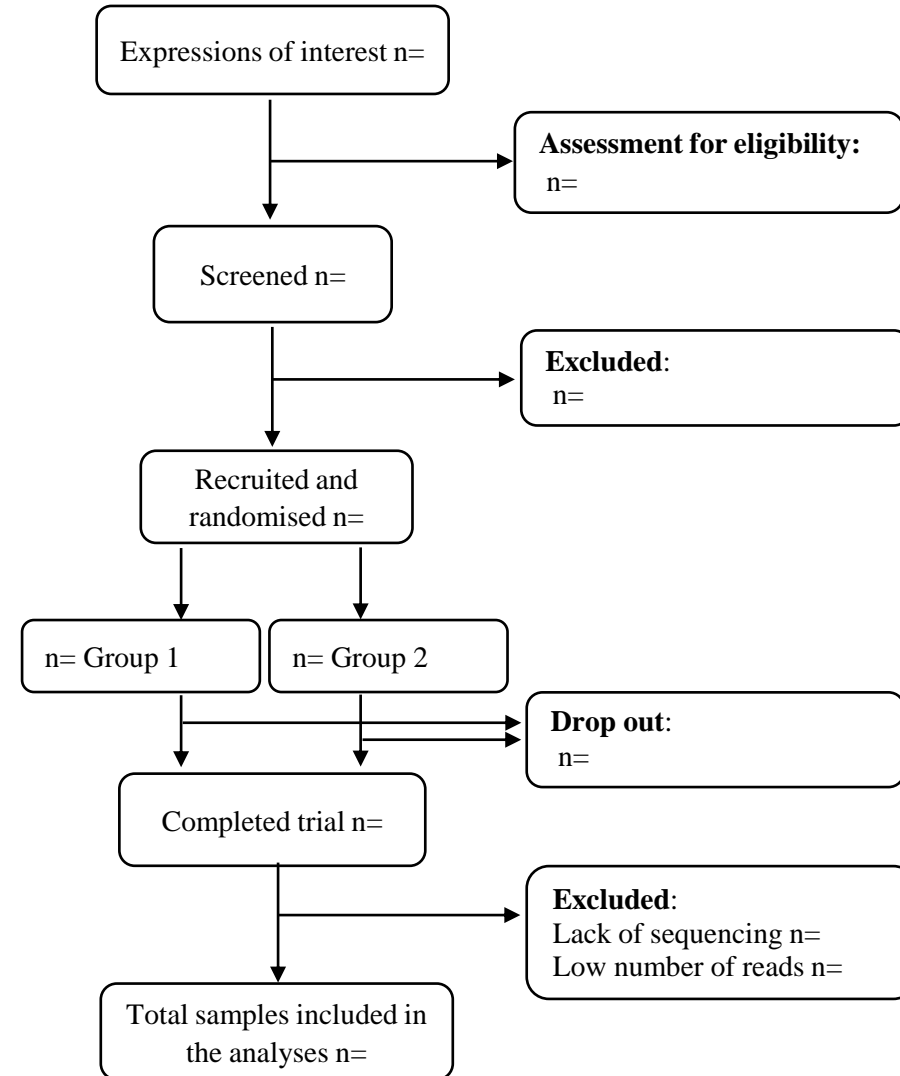 Expressions of interest n=
Assessment for eligibility:
n=
Screened n=
Excluded:
n=
Recruited and
randomised n=
n= Group 1
n= Group 2
Drop out:
n=
Completed trial n=
Excluded:
Lack of sequencing n=
Low number of reads n=
Total samples included in
the analyses n=